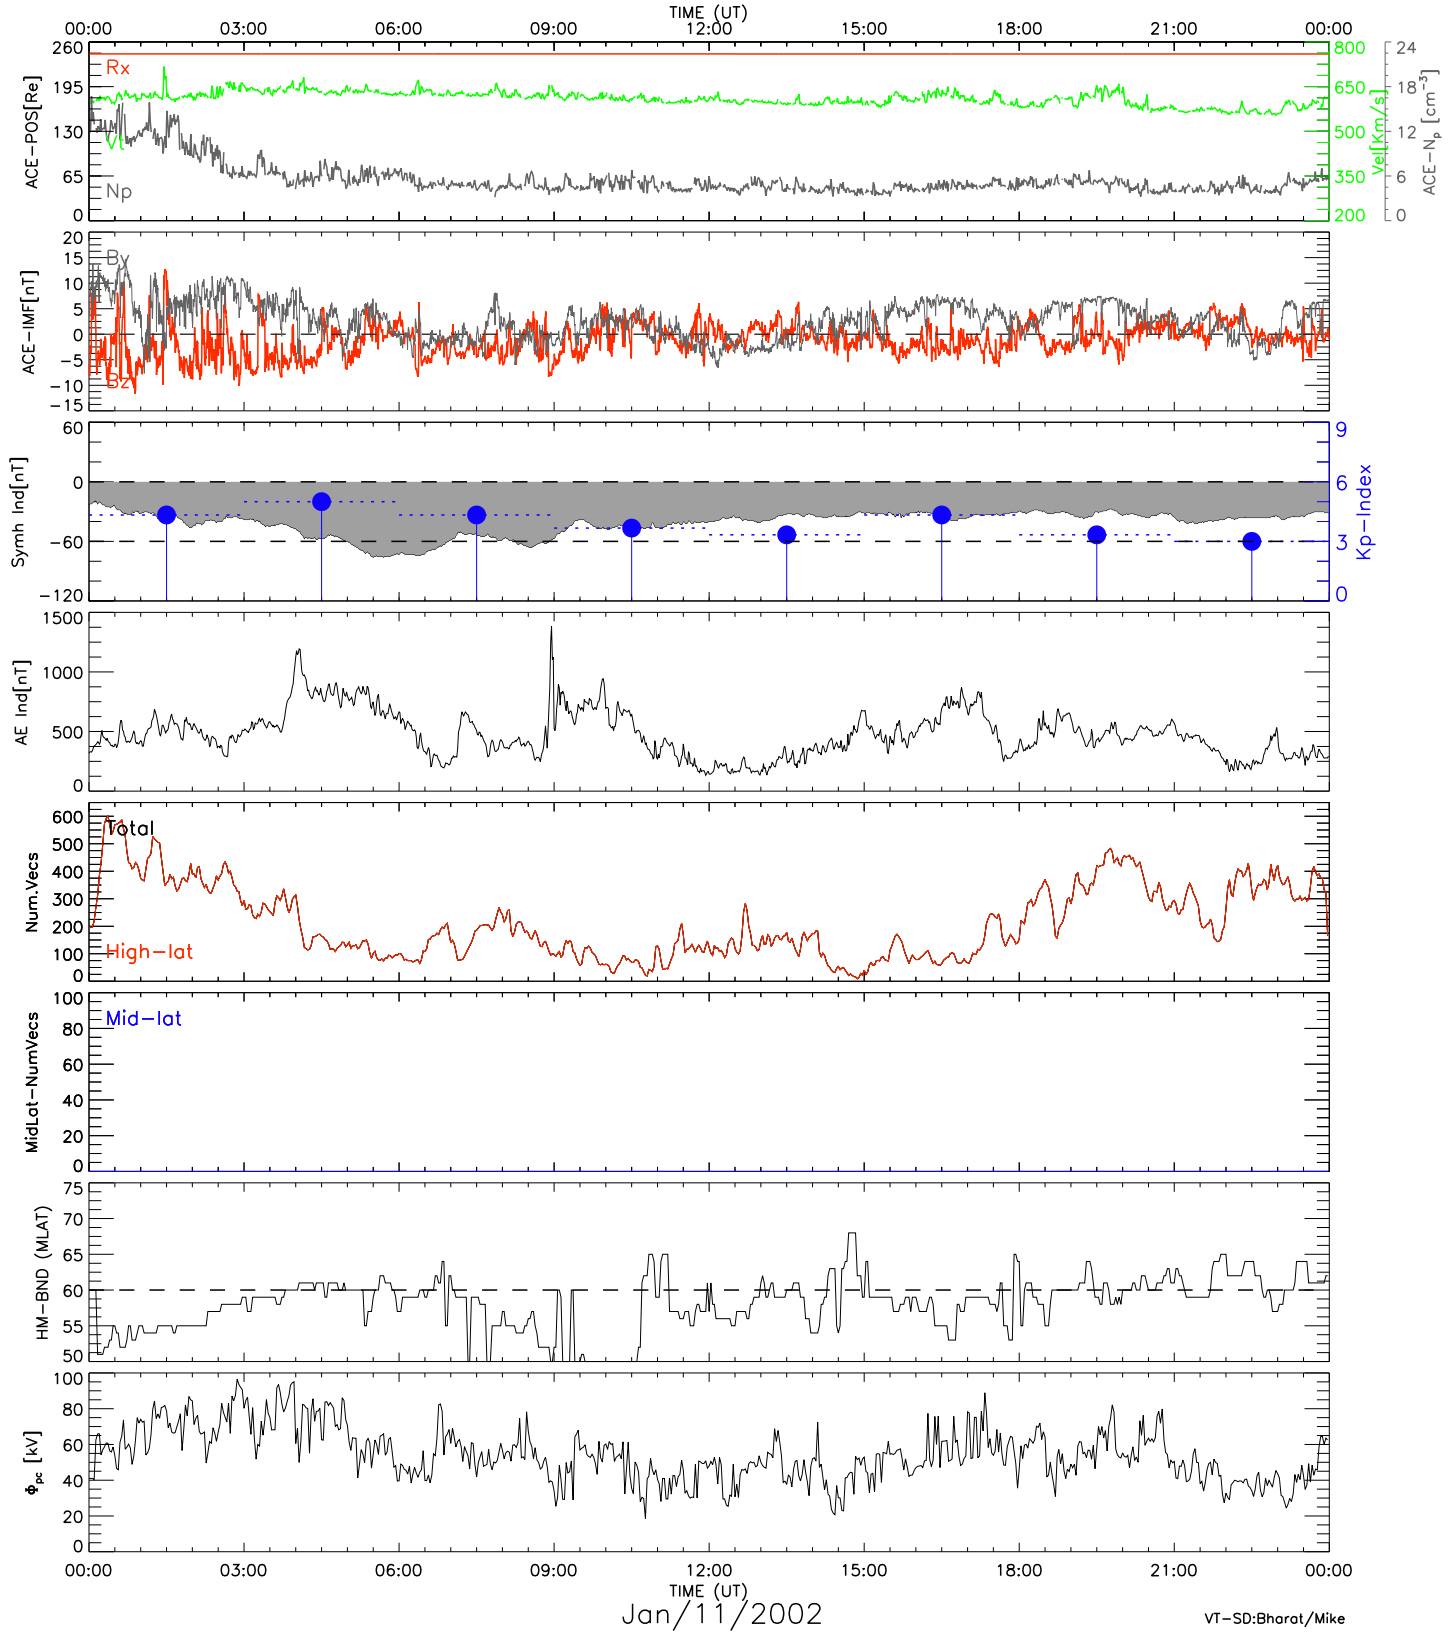 TIME (UT)
00:00 03:00 06:00 09:00 12:00 15:00 18:00 21:00 00:00
260
195
130
65
0
ACE-POS[Re]
Rx
Vt
Np
800
650
500
350
200
Vel[Km/s]
24
18
12
6
0
ACE-Np [cm-3]
20
15
10
5
0
-5
-10
-15
ACE-IMF[nT]
By
Bz
60
0
-60
-120
Symh Ind[nT]
9
6
3
0
Kp-Index
1500
1000
500
0
AE Ind[nT]
600
500
400
300
200
100
0
Num.Vecs
Total
High-lat
100
80
60
40
20
0
MidLat-NumVecs
Mid-lat
75
70
65
60
55
50
HM-BND (MLAT)
100
80
60
40
20
0
Φpc [kV]
00:00 03:00 06:00 09:00 12:00 15:00 18:00 21:00 00:00
TIME (UT)
Jan/11/2002
VT-SD:Bharat/Mike